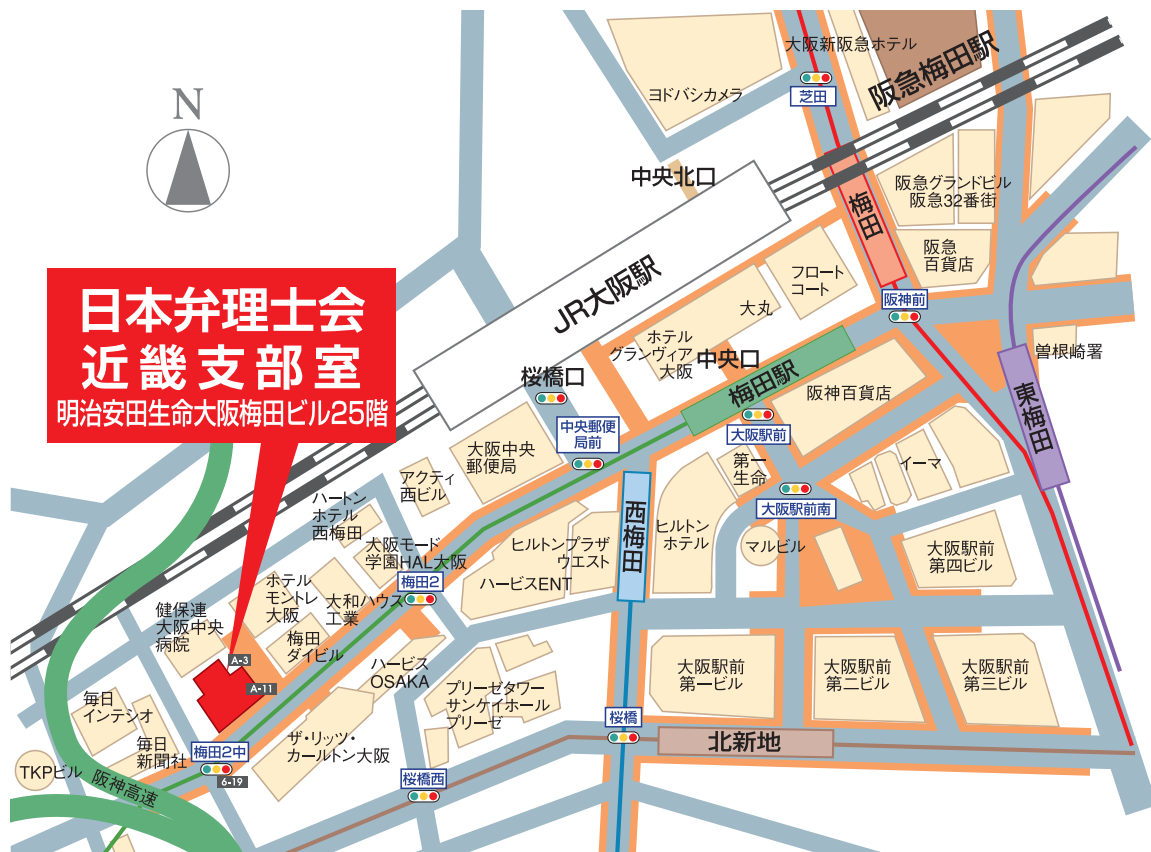 N
日本弁理士会
近畿支部室
明治安田生命大阪梅田ビル25階
大阪新阪急ホテル
阪急梅田駅
ヨドバシカメラ
芝田
中央北口
梅田
阪急グランドビル
阪急32番街
阪急
百貨店
フロート
コート
大丸
JR大阪駅
阪神前
ホテル
グランヴィア
大阪
中央口
梅田駅
曽根崎署
東梅田
桜橋口
阪神百貨店
中央郵便
局前
大阪駅前
大阪中央
郵便局
第一
生命
イーマ
アクティ
西ビル
ハートン
ホテル
西梅田
西梅田
大阪駅前南
ヒルトン
ホテル
マルビル
大阪モード
学園HAL大阪
ヒルトンプラザ
ウエスト
ハービスENT
大阪駅前
第四ビル
梅田2
ホテル
モントレ
大阪
大和ハウス
工業
健保連
大阪中央
病院
梅田
ダイビル
A-3
A-11
ハービス
OSAKA
プリーゼタワー
サンケイホール
ブリーゼ
大阪駅前
第一ビル
大阪駅前
第二ビル
大阪駅前
第三ビル
毎日
インテシオ
毎日
新聞社
梅田2中
6-19
ザ・リッツ・
カールトン大阪
桜橋
北新地
桜橋西
TKPビル
阪神高速